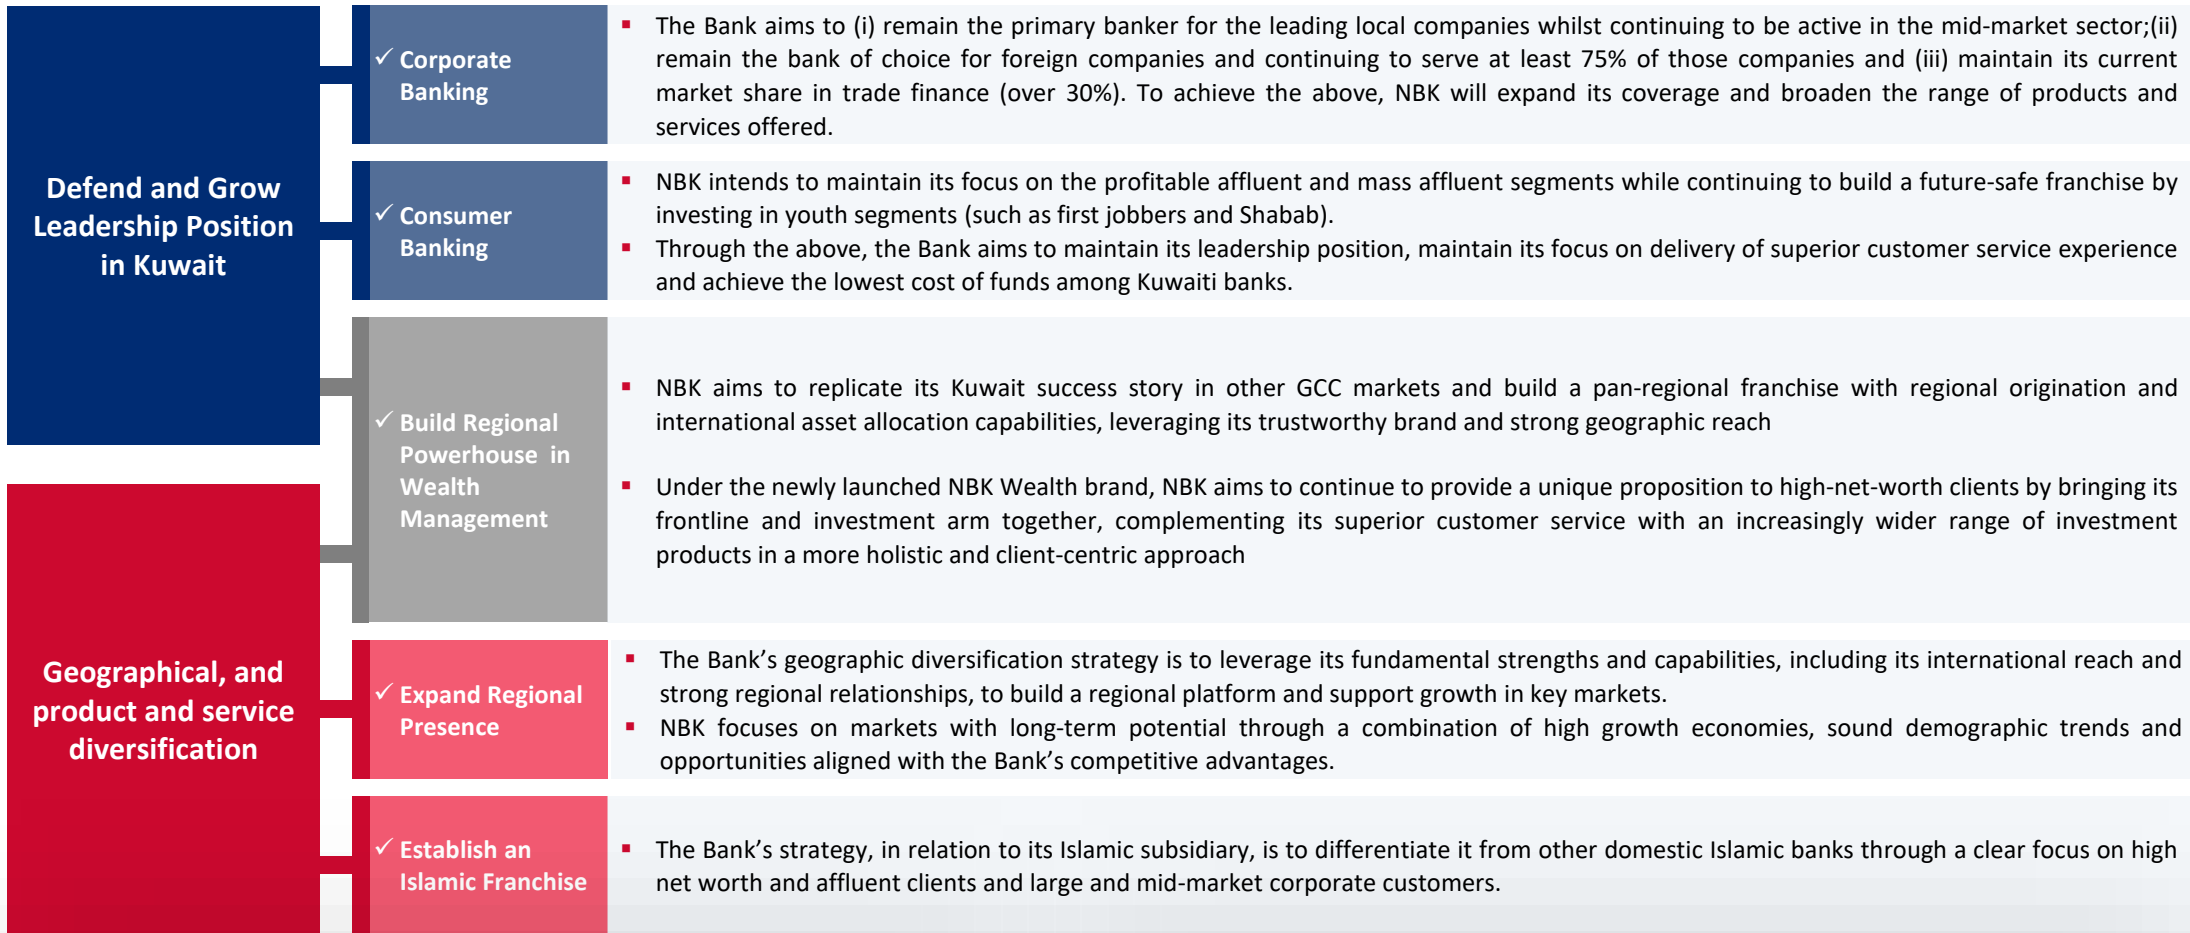 Defend and Grow
Leadership Position
in Kuwait
✓ Corporate
Banking
▪ The Bank aims to (i) remain the primary banker for the leading local companies whilst continuing to be active in the mid-market sector;(ii)
remain the bank of choice for foreign companies and continuing to serve at least 75% of those companies and (iii) maintain its current
market share in trade finance (over 30%). To achieve the above, NBK will expand its coverage and broaden the range of products and
services offered.
✓ Consumer
Banking
▪ NBK intends to maintain its focus on the profitable affluent and mass affluent segments while continuing to build a future-safe franchise by
investing in youth segments (such as first jobbers and Shabab).
▪ Through the above, the Bank aims to maintain its leadership position, maintain its focus on delivery of superior customer service experience
and achieve the lowest cost of funds among Kuwaiti banks.
✓ Build Regional
Powerhouse in
Wealth
Management
▪ NBK aims to replicate its Kuwait success story in other GCC markets and build a pan-regional franchise with regional origination and
international asset allocation capabilities, leveraging its trustworthy brand and strong geographic reach
▪ Under the newly launched NBK Wealth brand, NBK aims to continue to provide a unique proposition to high-net-worth clients by bringing its
frontline and investment arm together, complementing its superior customer service with an increasingly wider range of investment
products in a more holistic and client-centric approach
Geographical, and
product and service
diversification
✓ Expand Regional
Presence
▪ The Bank’s geographic diversification strategy is to leverage its fundamental strengths and capabilities, including its international reach and
strong regional relationships, to build a regional platform and support growth in key markets.
▪ NBK focuses on markets with long-term potential through a combination of high growth economies, sound demographic trends and
opportunities aligned with the Bank’s competitive advantages.
✓ Establish an
Islamic Franchise
▪ The Bank’s strategy, in relation to its Islamic subsidiary, is to differentiate it from other domestic Islamic banks through a clear focus on high
net worth and affluent clients and large and mid-market corporate customers.